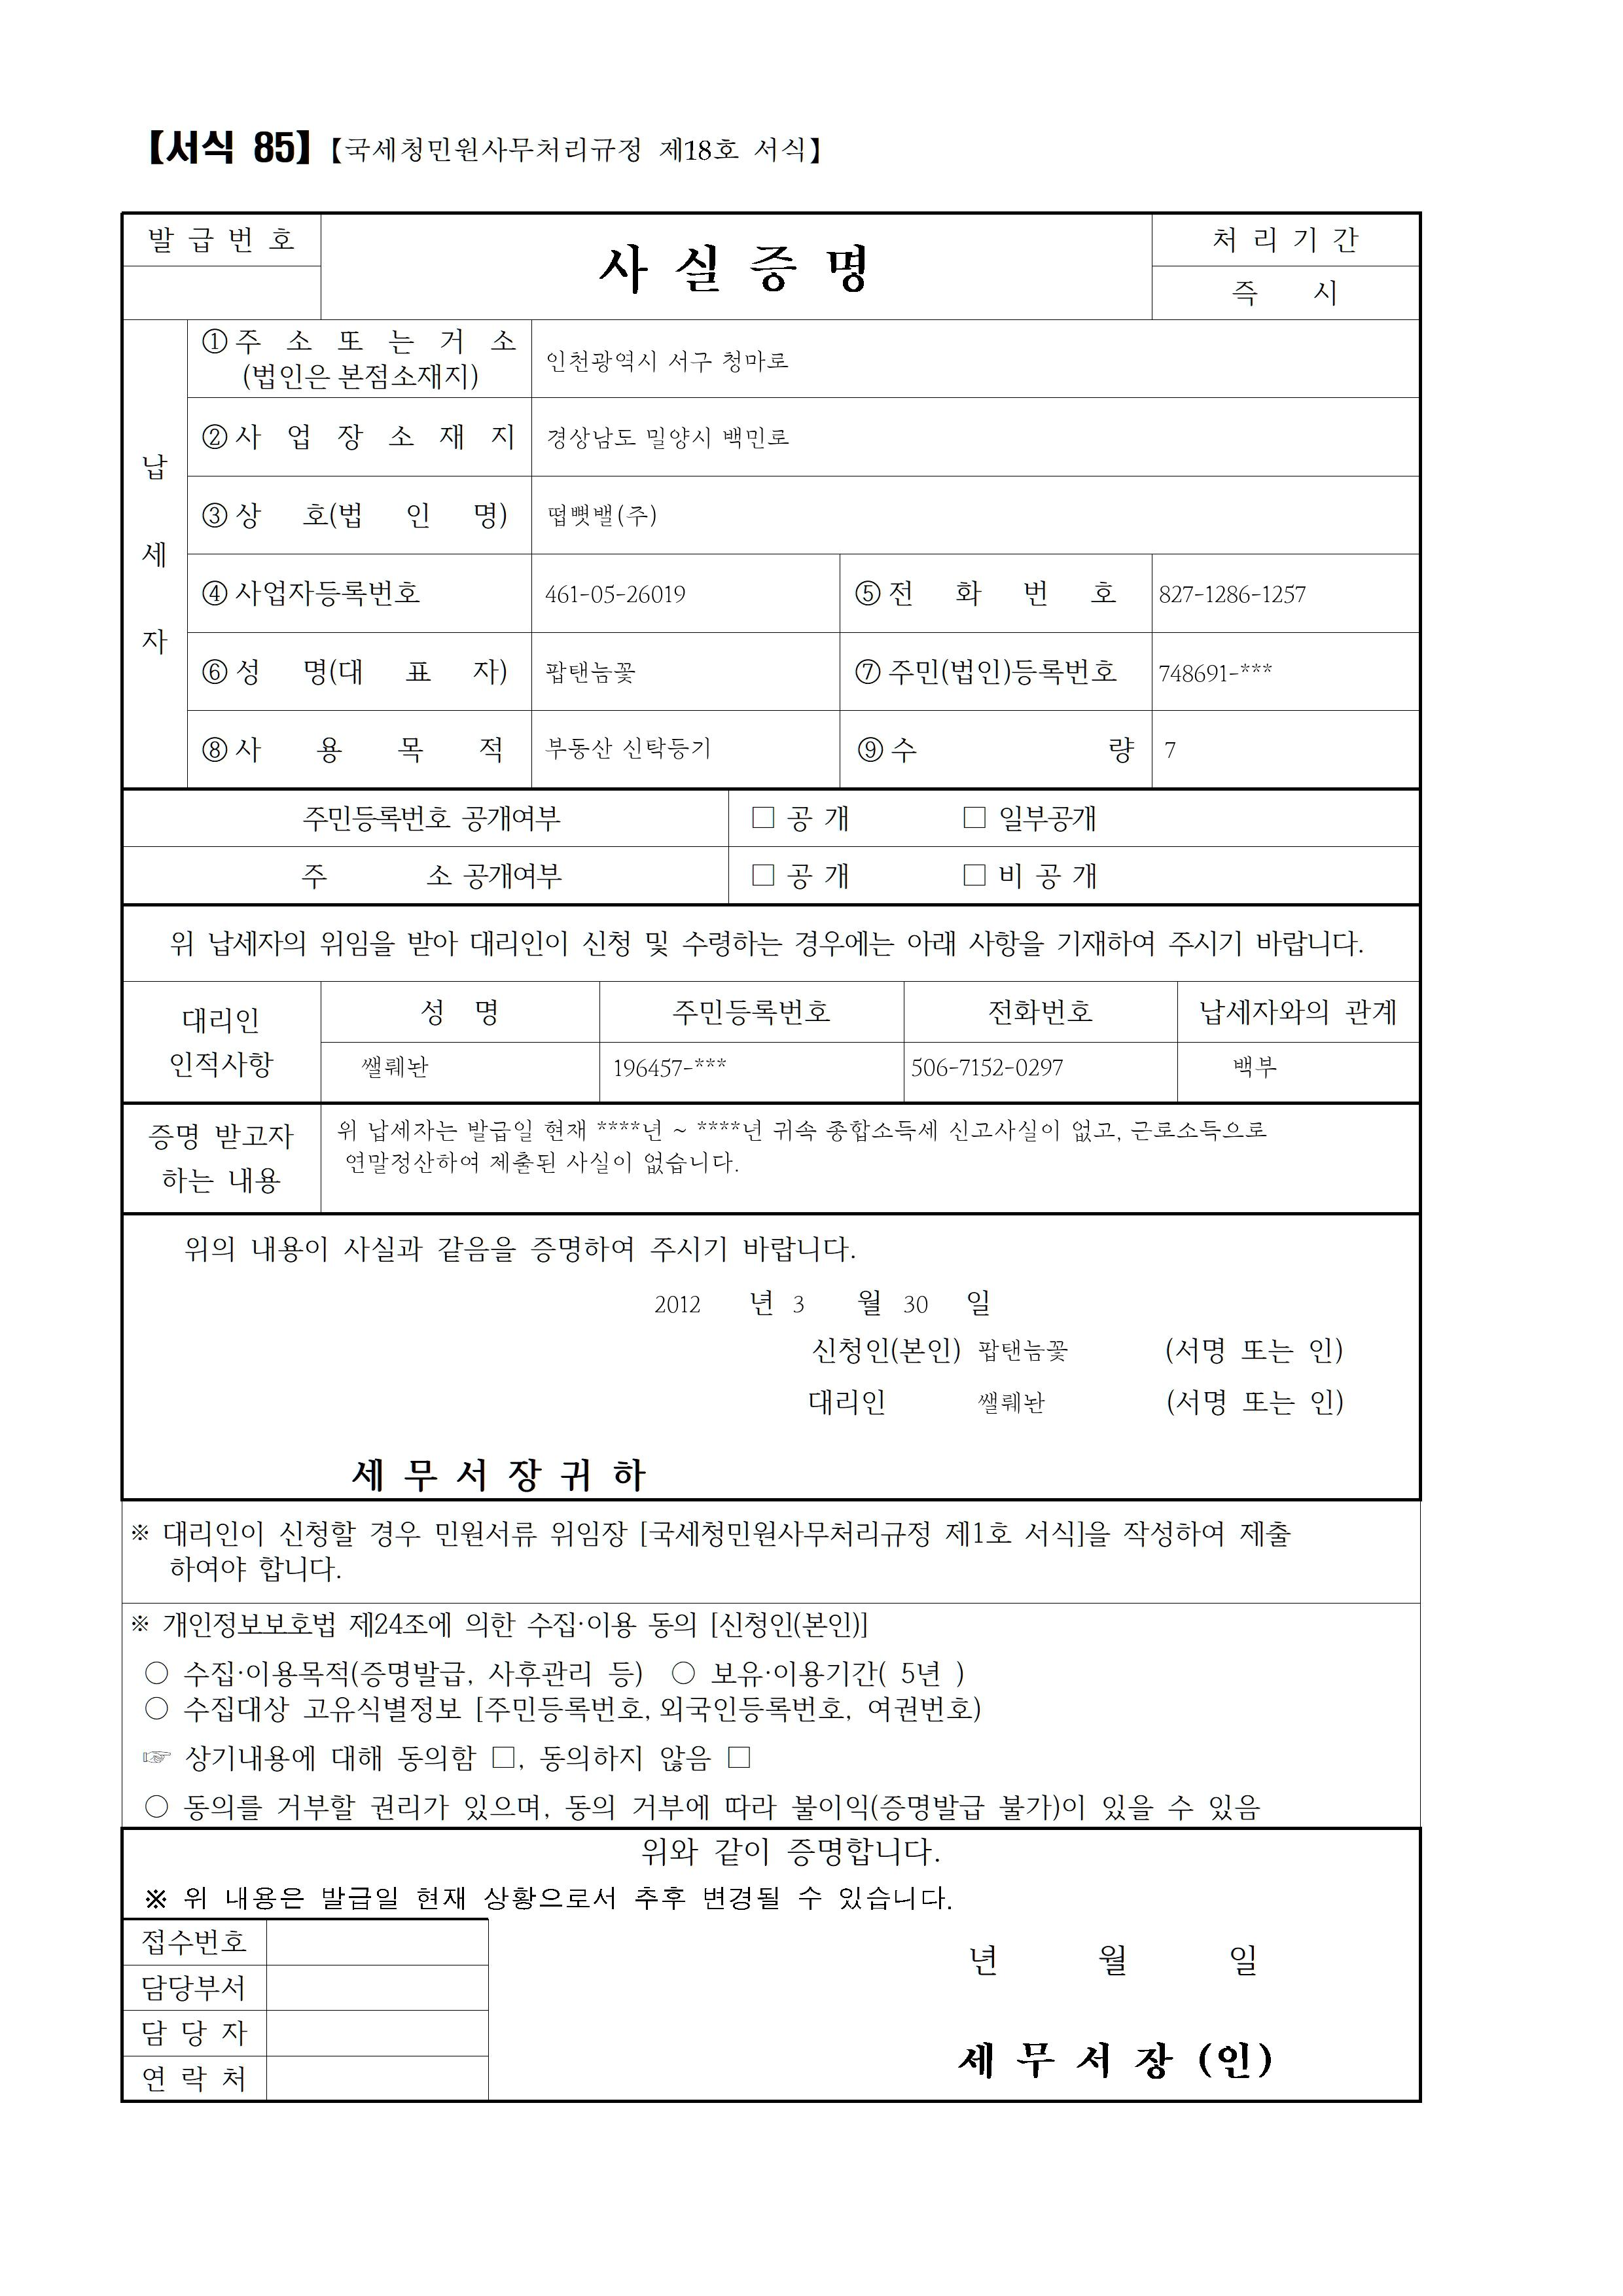 【서식 85】【국세청민원사무처리규정 제18호 서식】
발 급 번 호
사 실 증 명
처 리 기 간
즉 시
납 세 자
① 주 소 또 는 거 소
(법인은 본점소재지)
인천광역시 서구 청마로
② 사 업 장 소 재 지
경상남도 밀양시 백민로
③ 상 호(법 인 명)
떱뼛밸(주)
④ 사업자등록번호
461-05-26019
⑤ 전 화 번 호
827-1286-1257
⑥ 성 명(대 표 자)
팝탠늠꽃
⑦ 주민(법인)등록번호
748691-***
⑧ 사 용 목 적
부동산 신탁등기
⑨ 수 량
7
주민등록번호 공개여부
□ 공 개 □ 일부공개
주 소 공개여부
□ 공 개 □ 비 공 개
위 납세자의 위임을 받아 대리인이 신청 및 수령하는 경우에는 아래 사항을 기재하여 주시기 바랍니다.
대리인
인적사항
성 명
주민등록번호
전화번호
납세자와의 관계
쌜뤠놘
196457-***
506-7152-0297
백부
증명 받고자
하는 내용
위 납세자는 발급일 현재 ****년 ~ ****년 귀속 종합소득세 신고사실이 없고, 근로소득으로
연말정산하여 제출된 사실이 없습니다.
위의 내용이 사실과 같음을 증명하여 주시기 바랍니다.
2012 년 3 월 30 일
신청인(본인) 팝탠늠꽃 (서명 또는 인)
대리인 쌜뤠놘 (서명 또는 인)
세 무 서 장 귀 하
※ 대리인이 신청할 경우 민원서류 위임장 [국세청민원사무처리규정 제1호 서식]을 작성하여 제출
하여야 합니다.
※ 개인정보보호법 제24조에 의한 수집·이용 동의 [신청인(본인)]
○ 수집·이용목적(증명발급, 사후관리 등) ○ 보유·이용기간( 5년 )
○ 수집대상 고유식별정보 [주민등록번호, 외국인등록번호, 여권번호)
☞ 상기내용에 대해 동의함 □, 동의하지 않음 □
○ 동의를 거부할 권리가 있으며, 동의 거부에 따라 불이익(증명발급 불가)이 있을 수 있음
위와 같이 증명합니다.
※ 위 내용은 발급일 현재 상황으로서 추후 변경될 수 있습니다.
접수번호
담당부서
담 당 자
연 락 처
년 월 일
세 무 서 장 (인)